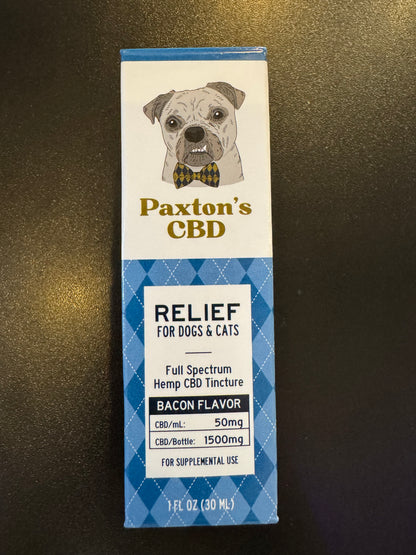 Paxton's
CBD
RELIEF
FOR DOGS & CATS
Full Spectrum
Hemp CBD Tincture
BACON FLAVOR
CBD/mL: 50mg
CBD/Bottle: 1500mg
FOR SUPPLEMENTAL USE
1 FL OZ (30 ML)